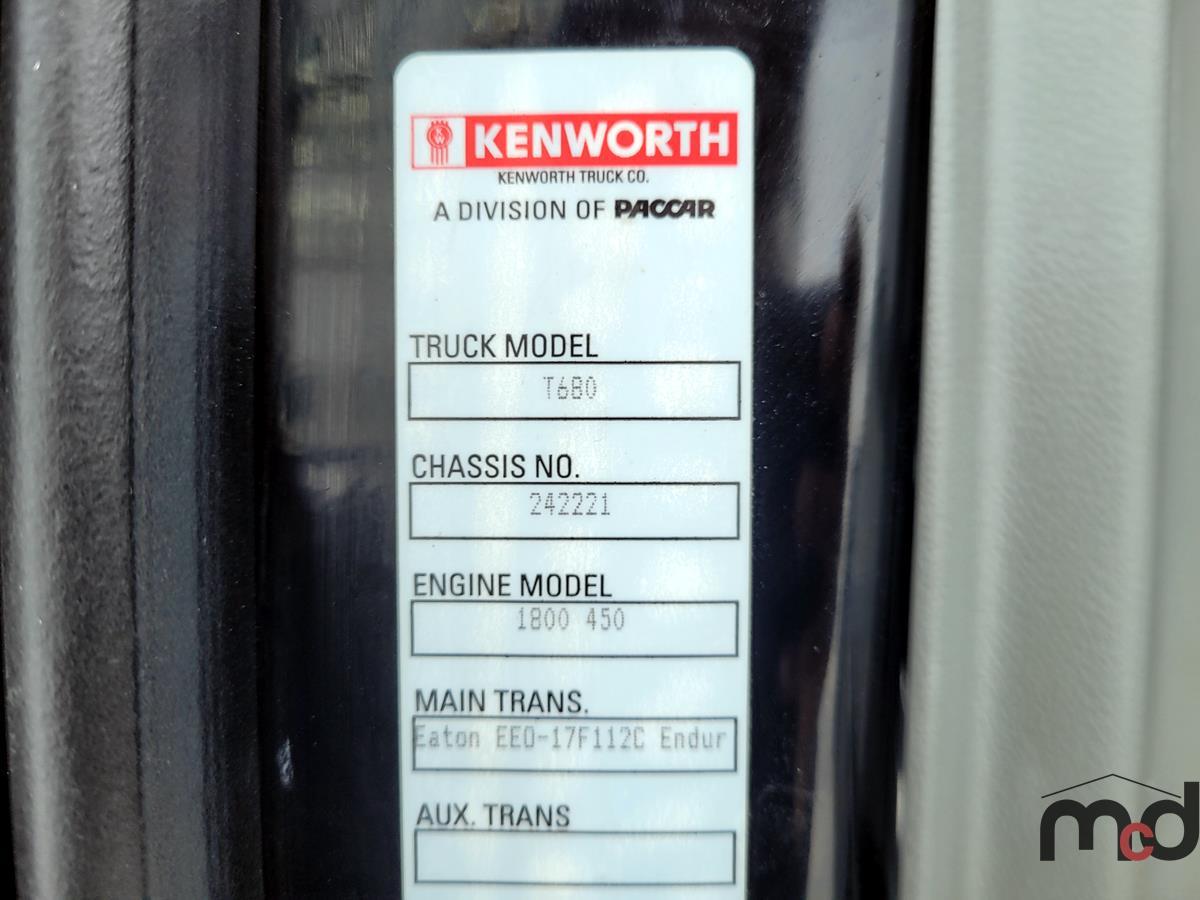 KW KENWORTH
KENWORTH TRUCK CO.
A DIVISION OF PACCAR
TRUCK MODEL
T680
CHASSIS NO.
242221
ENGINE MODEL
1800 450
MAIN TRANS.
Eaton EEO-17F112C Endur
AUX. TRANS
mcd